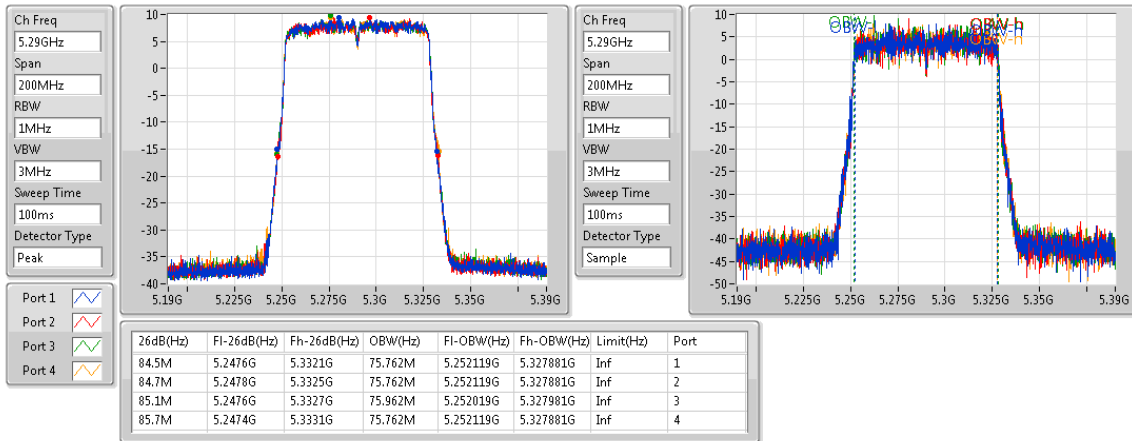 Ch Freq
5.29GHz
Span
200MHz
RBW
1MHz
VBW
3MHz
Sweep Time
100ms
Detector Type
Peak
10
5
0
-5
-10
-15
-20
-25
-30
-35
-40
5.19G 5.225G 5.25G 5.275G 5.3G 5.325G 5.35G 5.39G
Ch Freq
5.29GHz
Span
200MHz
RBW
1MHz
VBW
3MHz
Sweep Time
100ms
Detector Type
Sample
10
5
0
-5
-10
-15
-20
-25
-30
-35
-40
-45
-50
OBW-l OBW-h
5.19G 5.225G 5.25G 5.275G 5.3G 5.325G 5.35G 5.39G
Port 1
Port 2
Port 3
Port 4
26dB(Hz) Fl-26dB(Hz) Fh-26dB(Hz) OBW(Hz) Fl-OBW(Hz) Fh-OBW(Hz) Limit(Hz) Port
84.5M 5.2476G 5.3321G 75.762M 5.252119G 5.327881G Inf 1
84.7M 5.2478G 5.3325G 75.762M 5.252119G 5.327881G Inf 2
85.1M 5.2476G 5.3327G 75.962M 5.252019G 5.327981G Inf 3
85.7M 5.2474G 5.3331G 75.762M 5.252119G 5.327881G Inf 4